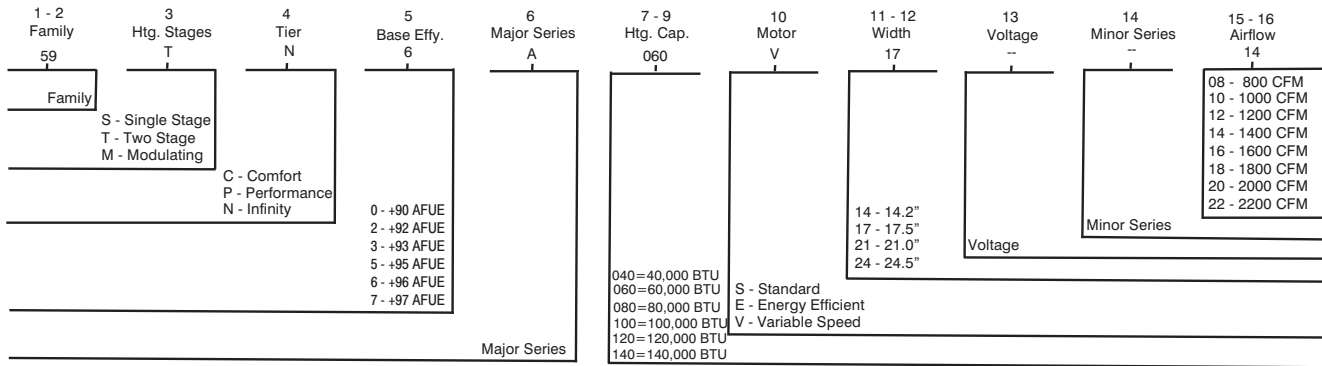 1 - 2 3 4 5 6 7 - 9 10 11 - 12 13 14 15 - 16
Family Htg. Stages Tier Base Effy. Major Series Htg. Cap. Motor Width Voltage Minor Series Airflow
59 T N 6 A 060 V 17 -- -- 14
Family
S - Single Stage
T - Two Stage
M - Modulating
C - Comfort
P - Performance
N - Infinity
0 - +90 AFUE
2 - +92 AFUE
3 - +93 AFUE
5 - +95 AFUE
6 - +96 AFUE
7 - +97 AFUE
Major Series
040=40,000 BTU
060=60,000 BTU
080=80,000 BTU
100=100,000 BTU
120=120,000 BTU
140=140,000 BTU
S - Standard
E - Energy Efficient
V - Variable Speed
14 - 14.2”
17 - 17.5”
21 - 21.0”
24 - 24.5”
Voltage
Minor Series
08 - 800 CFM
10 - 1000 CFM
12 - 1200 CFM
14 - 1400 CFM
16 - 1600 CFM
18 - 1800 CFM
20 - 2000 CFM
22 - 2200 CFM